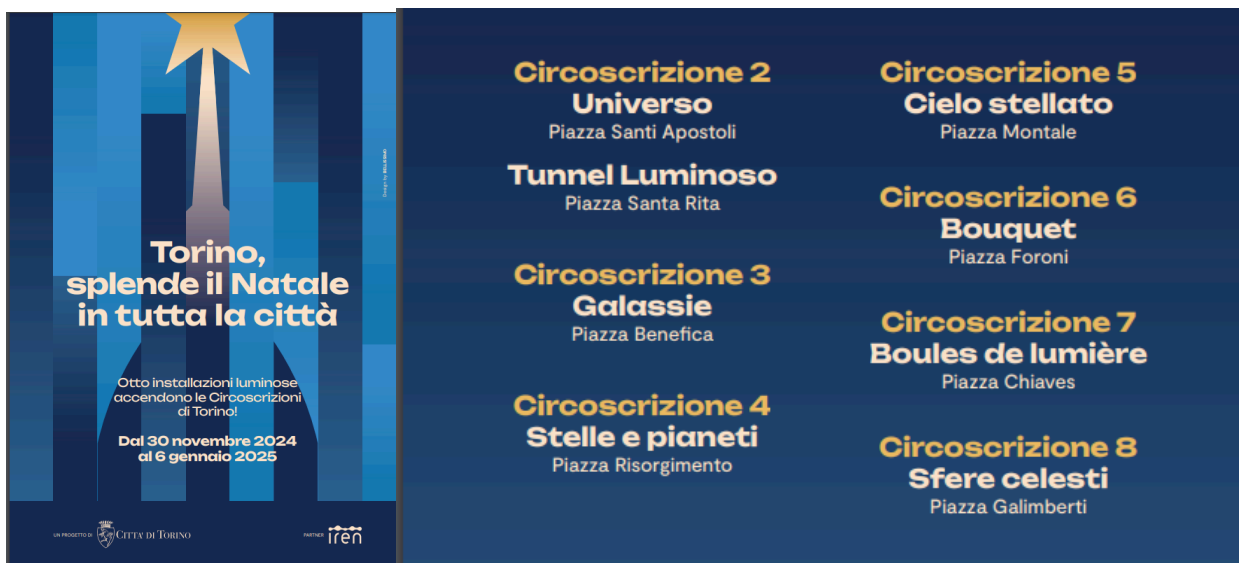 Torino,
splende il Natale
in tutta la città
Otto installazioni luminose
accendono le Circoscrizioni
di Torino!
Dal 30 novembre 2024
al 6 gennaio 2025
UN PROGETTO DI
CITTA' DI TORINO
PARTNER
iren
Circoscrizione 2
Universo
Piazza Santi Apostoli
Tunnel Luminoso
Piazza Santa Rita
Circoscrizione 3
Galassie
Piazza Benefica
Circoscrizione 4
Stelle e pianeti
Piazza Risorgimento
Circoscrizione 5
Cielo stellato
Piazza Montale
Circoscrizione 6
Bouquet
Piazza Foroni
Circoscrizione 7
Boules de lumière
Piazza Chiaves
Circoscrizione 8
Sfere celesti
Piazza Galimberti